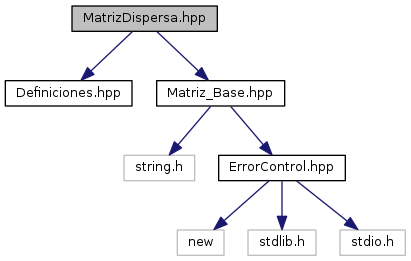 MatrizDispersa.hpp
Definiciones.hpp
Matriz_Base.hpp
string.h
ErrorControl.hpp
new
stdlib.h
stdio.h